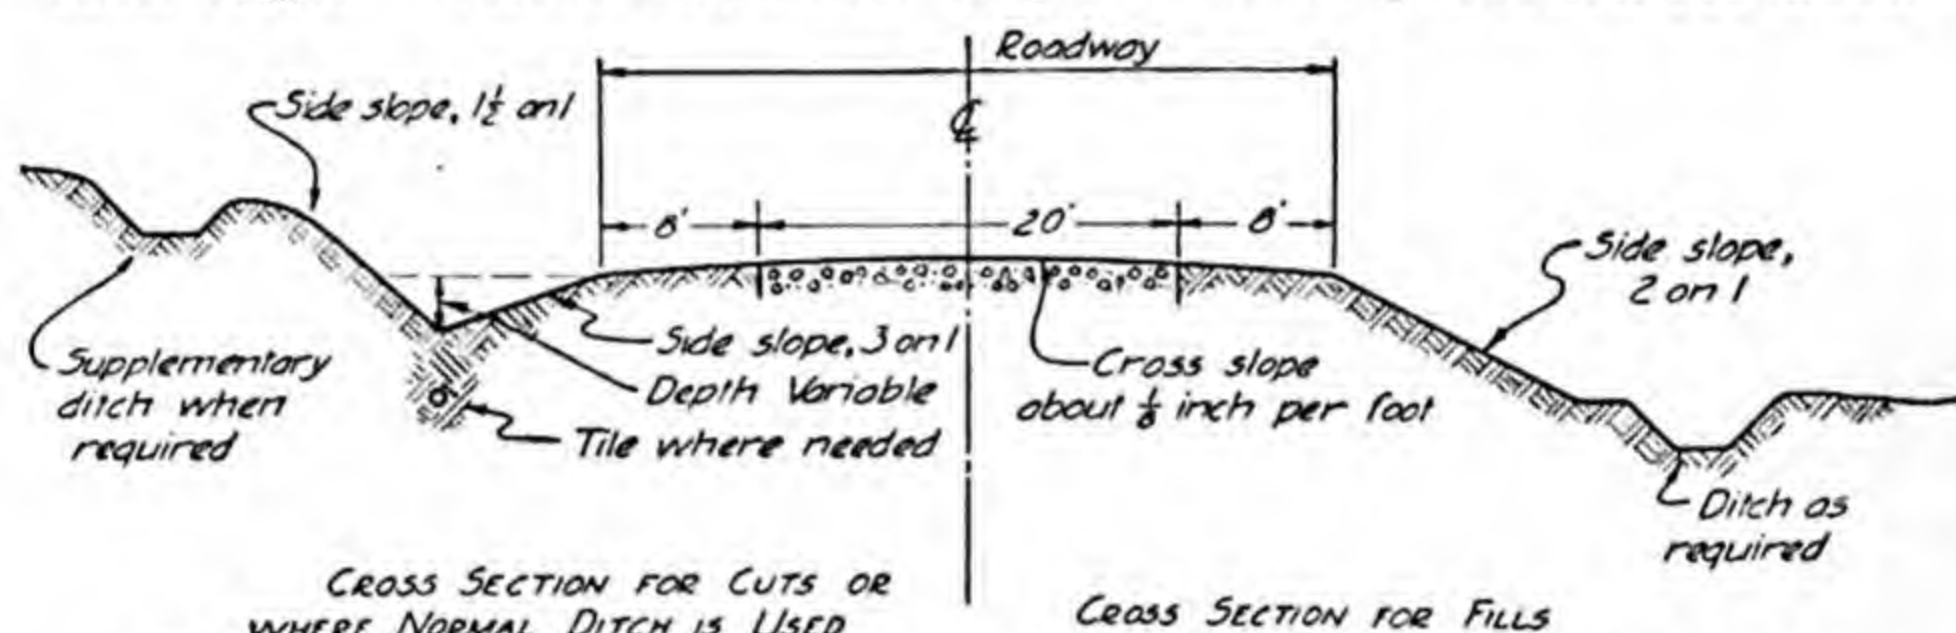 Roadway
℄
Side slope, 1½ on 1
8'
20'
8'
Side slope,
2 on 1
Side slope, 3 on 1
Depth Variable
Tile where needed
Supplementary
ditch when
required
Cross slope
about ⅛ inch per foot
Ditch as
required
CROSS SECTION FOR CUTS OR
WHERE NORMAL DITCH IS USED
CROSS SECTION FOR FILLS